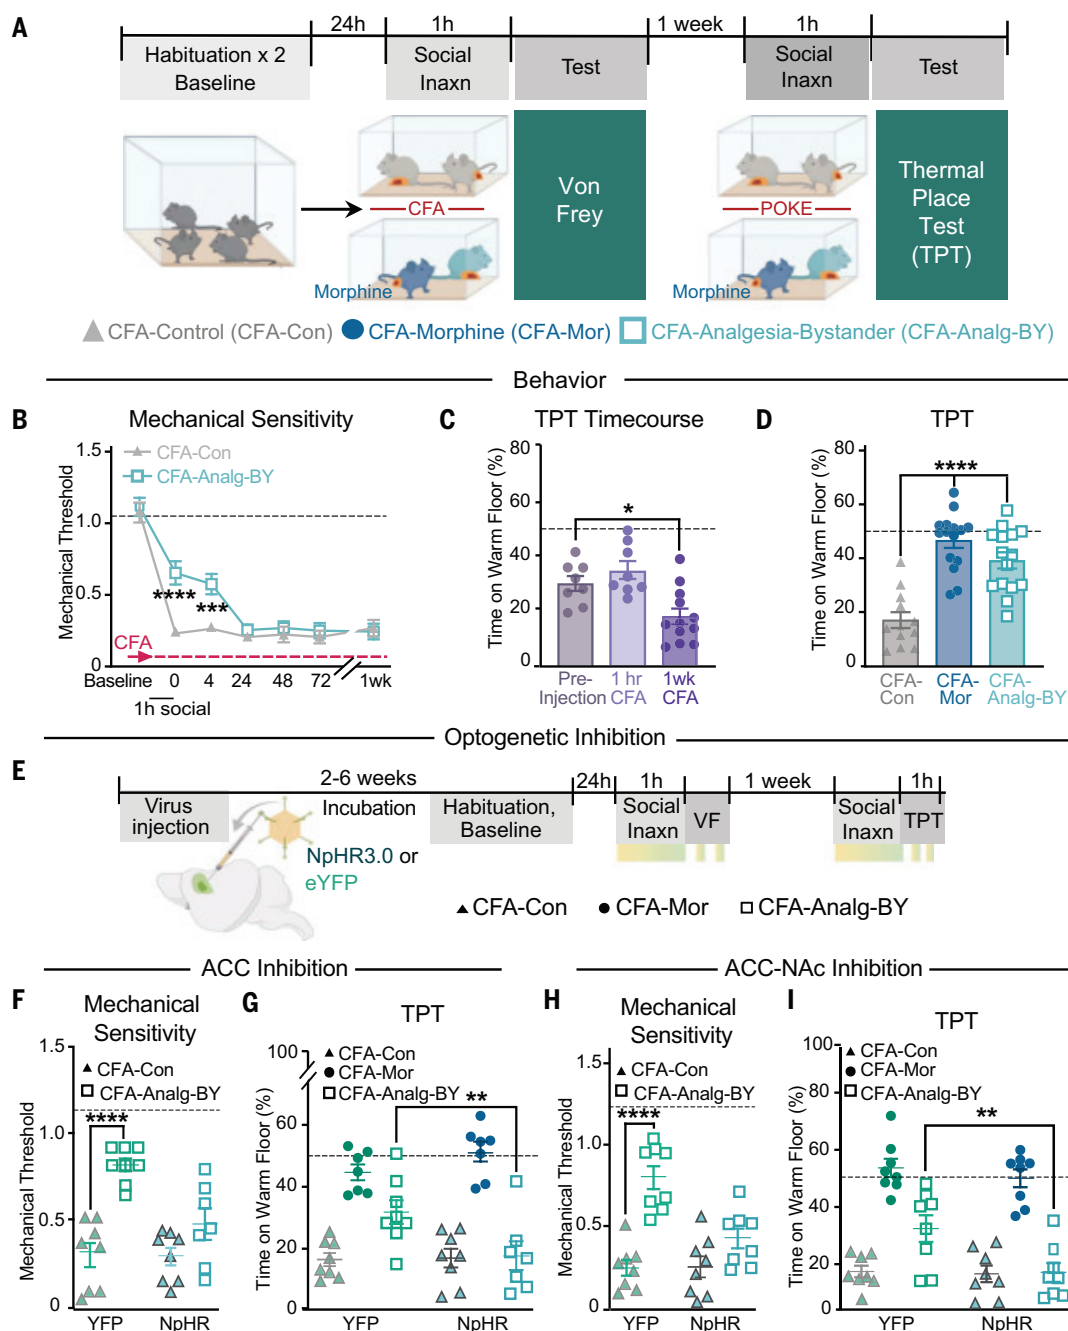 A
24h
1h
1 week
1h
Habituation x 2
Baseline
Social
Inaxn
Test
Social
Inaxn
Test
CFA
Von
Frey
POKE
Thermal
Place
Test
(TPT)
Morphine
Morphine
CFA-Control (CFA-Con)
CFA-Morphine (CFA-Mor)
CFA-Analgesia-Bystander (CFA-Analg-BY)
Behavior
B
Mechanical Sensitivity
Mechanical Threshold
1.5
1.0
0.5
0
CFA-Con
CFA-Analg-BY
****
***
CFA
Baseline
0
4
24
48
72
1wk
1h social
C
TPT Timecourse
Time on Warm Floor (%)
80
60
40
20
0
*
Pre-
Injection
1 hr
CFA
1wk
CFA
D
TPT
Time on Warm Floor (%)
80
60
40
20
0
****
CFA-
Con
CFA-
Mor
CFA-
Analg-BY
Optogenetic Inhibition
E
2-6 weeks
24h
1h
1 week
1h
Virus
injection
Incubation
Habituation,
Baseline
Social
Inaxn
VF
Social
Inaxn
TPT
NpHR3.0 or
eYFP
CFA-Con
CFA-Mor
CFA-Analg-BY
ACC Inhibition
ACC-NAc Inhibition
F
Mechanical
Sensitivity
Mechanical Threshold
1.5
1.0
0.5
0
CFA-Con
CFA-Analg-BY
****
YFP
NpHR
G
TPT
Time on Warm Floor (%)
100
60
40
20
0
CFA-Con
CFA-Mor
CFA-Analg-BY
**
YFP
NpHR
H
Mechanical
Sensitivity
Mechanical Threshold
1.5
1.0
0.5
0
CFA-Con
CFA-Analg-BY
****
YFP
NpHR
I
TPT
Time on Warm Floor (%)
100
80
60
40
20
0
CFA-Con
CFA-Mor
CFA-Analg-BY
**
YFP
NpHR